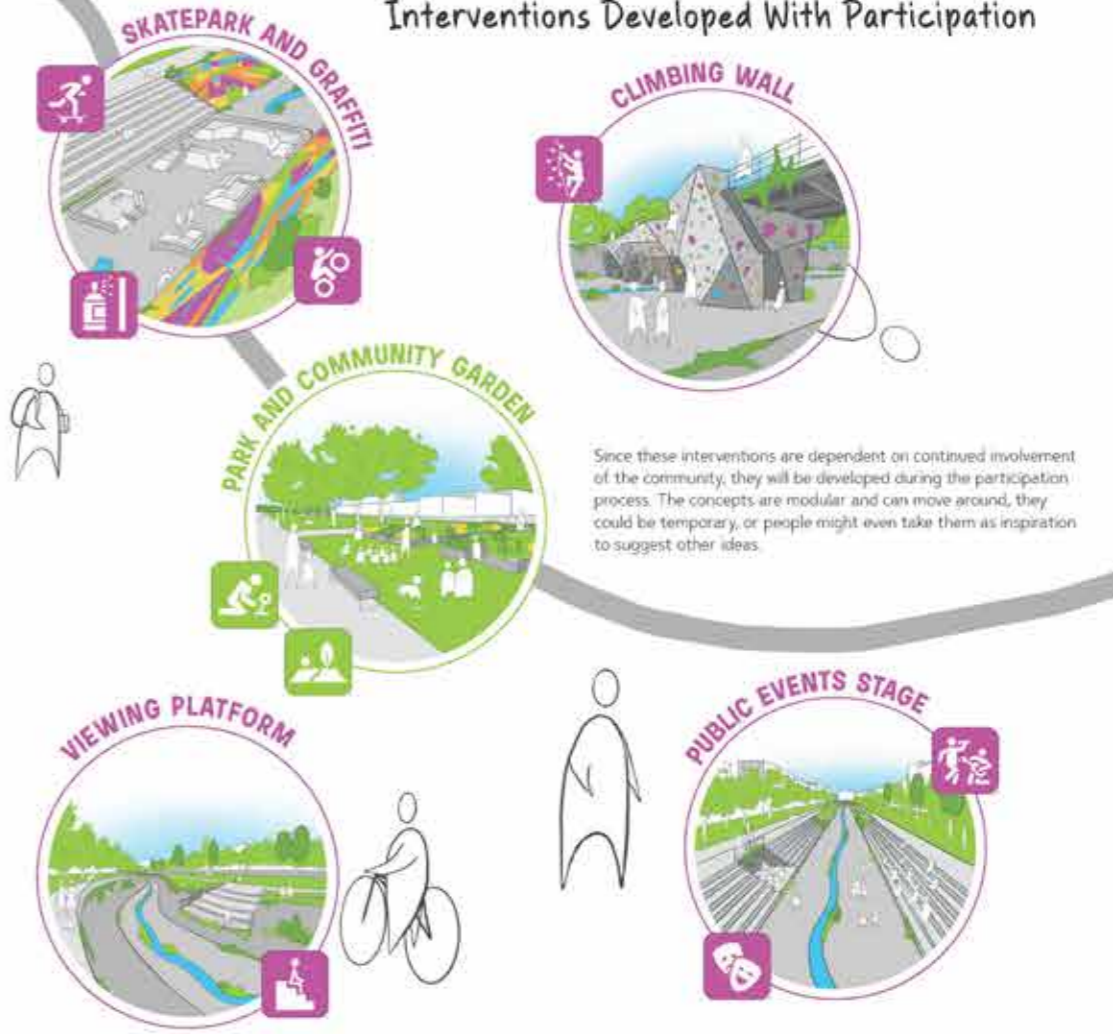 Interventions Developed With Participation
SKATEPARK AND GRAFFITI
CLIMBING WALL
PARK AND COMMUNITY GARDEN
Since these interventions are dependent on continued involvement
of the community, they will be developed during the participation
process. The concepts are modular and can move around, they
could be temporary, or people might even take them as inspiration
to suggest other ideas.
VIEWING PLATFORM
PUBLIC EVENTS STAGE